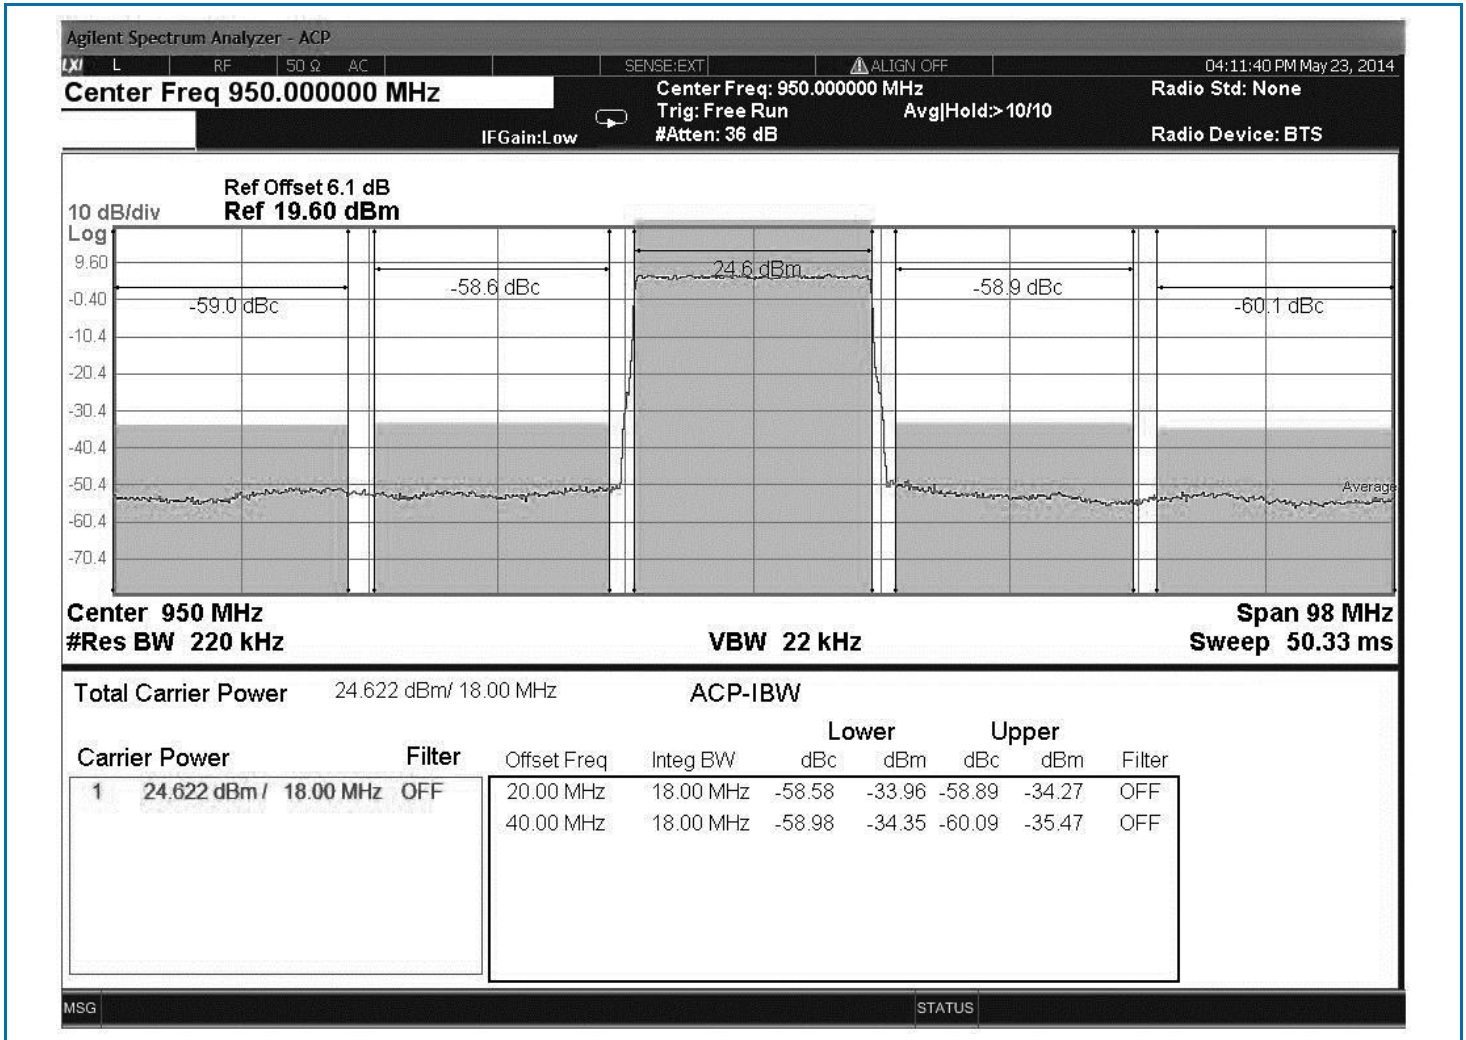 Agilent Spectrum Analyzer - ACP
LXI L RF 50 Ω AC SENSE:EXT ALIGN OFF 04:11:40 PM May 23, 2014
Center Freq 950.000000 MHz Center Freq: 950.000000 MHz Radio Std: None
Trig: Free Run Avg|Hold:>10/10
IFGain:Low #Atten: 36 dB Radio Device: BTS
Ref Offset 6.1 dB
10 dB/div Ref 19.60 dBm
Log
9.60 24.6 dBm
-58.6 dBc -58.9 dBc
-0.40 -59.0 dBc -60.1 dBc
-10.4
-20.4
-30.4
-40.4
-50.4 Average
-60.4
-70.4
Center 950 MHz Span 98 MHz
#Res BW 220 kHz VBW 22 kHz Sweep 50.33 ms
Total Carrier Power 24.622 dBm/ 18.00 MHz ACP-IBW
Lower Upper
Carrier Power Filter Offset Freq Integ BW dBc dBm dBc dBm Filter
1 24.622 dBm / 18.00 MHz OFF 20.00 MHz 18.00 MHz -58.58 -33.96 -58.89 -34.27 OFF
40.00 MHz 18.00 MHz -58.98 -34.35 -60.09 -35.47 OFF
MSG STATUS